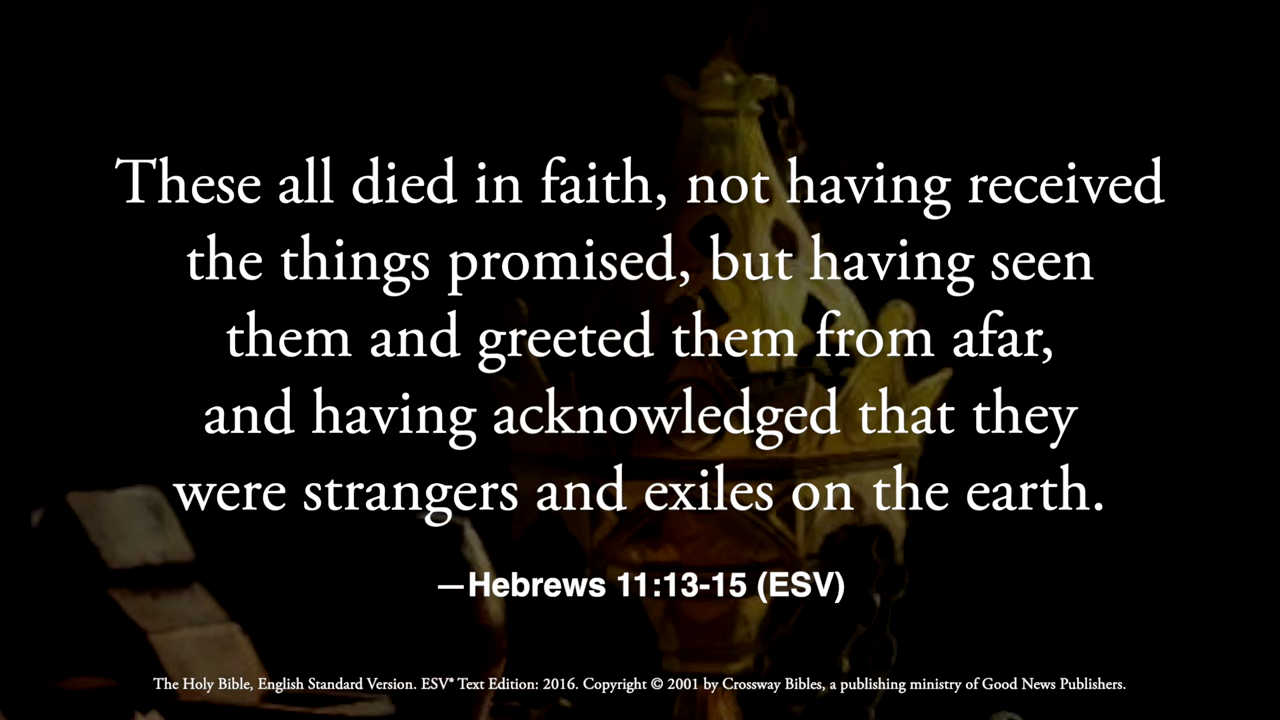 These all died in faith, not having received
the things promised, but having seen
them and greeted them from afar,
and having acknowledged that they
were strangers and exiles on the earth.
—Hebrews 11:13-15 (ESV)
The Holy Bible, English Standard Version. ESV® Text Edition: 2016. Copyright © 2001 by Crossway Bibles, a publishing ministry of Good News Publishers.